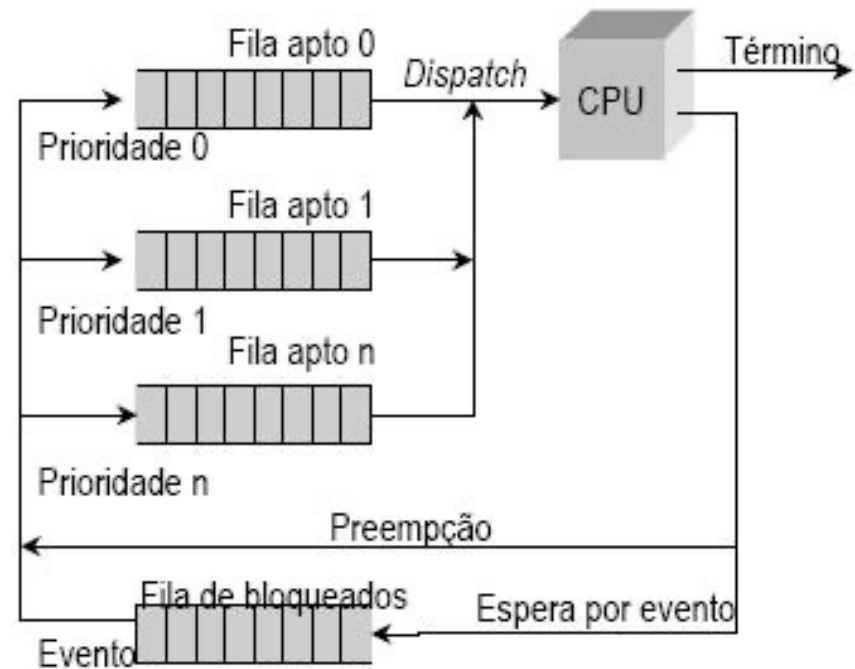 Fila apto 0
Dispatch
Término
CPU
Prioridade 0
Fila apto 1
Prioridade 1
Fila apto n
Prioridade n
Preempção
Fila de bloqueados
Espera por evento
Evento